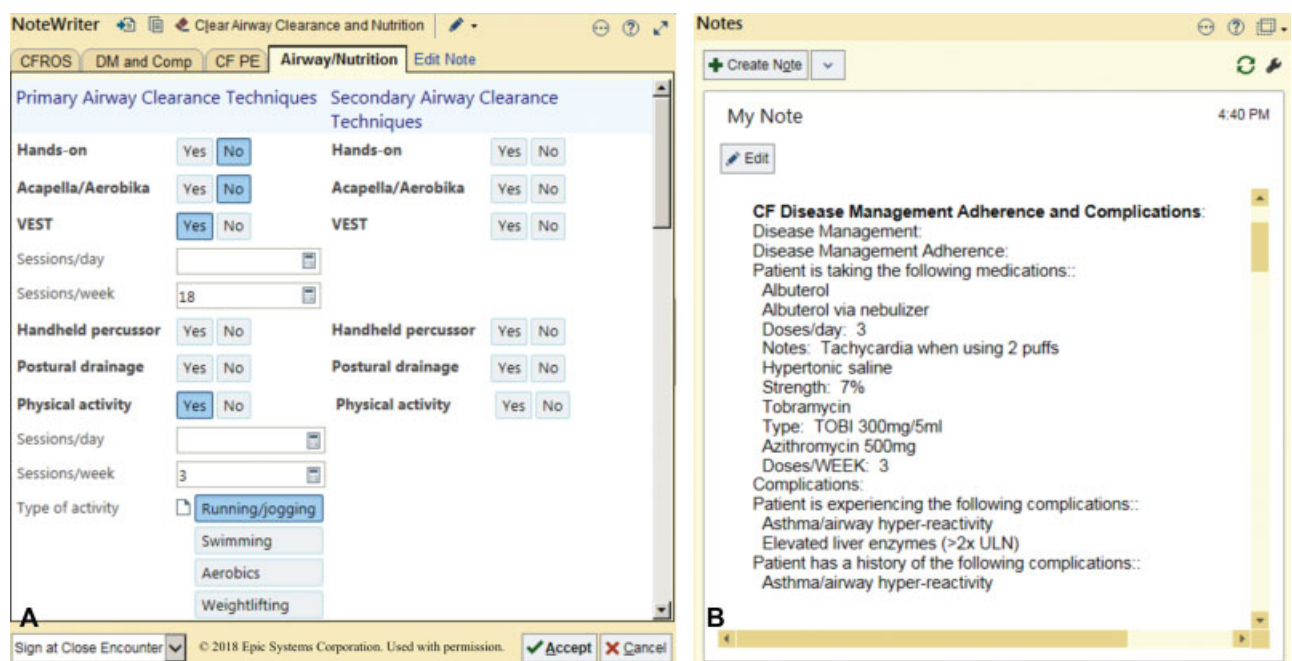 NoteWriter Clear Airway Clearance and Nutrition
CFROS DM and Comp CF PE Airway/Nutrition Edit Note
Primary Airway Clearance Techniques Secondary Airway Clearance
Techniques
Hands-on Yes No Hands-on Yes No
Acapella/Aerobika Yes No Acapella/Aerobika Yes No
VEST Yes No VEST Yes No
Sessions/day
Sessions/week 18
Handheld percussor Yes No Handheld percussor Yes No
Postural drainage Yes No Postural drainage Yes No
Physical activity Yes No Physical activity Yes No
Sessions/day
Sessions/week 3
Type of activity Running/jogging
Swimming
Aerobics
Weightlifting
A
Sign at Close Encounter © 2018 Epic Systems Corporation. Used with permission. Accept Cancel
Notes
Create Note
My Note 4:40 PM
Edit
CF Disease Management Adherence and Complications:
Disease Management:
Disease Management Adherence:
Patient is taking the following medications::
Albuterol
Albuterol via nebulizer
Doses/day: 3
Notes: Tachycardia when using 2 puffs
Hypertonic saline
Strength: 7%
Tobramycin
Type: TOBI 300mg/5ml
Azithromycin 500mg
Doses/WEEK: 3
Complications:
Patient is experiencing the following complications::
Asthma/airway hyper-reactivity
Elevated liver enzymes (>2x ULN)
Patient has a history of the following complications::
Asthma/airway hyper-reactivity
B